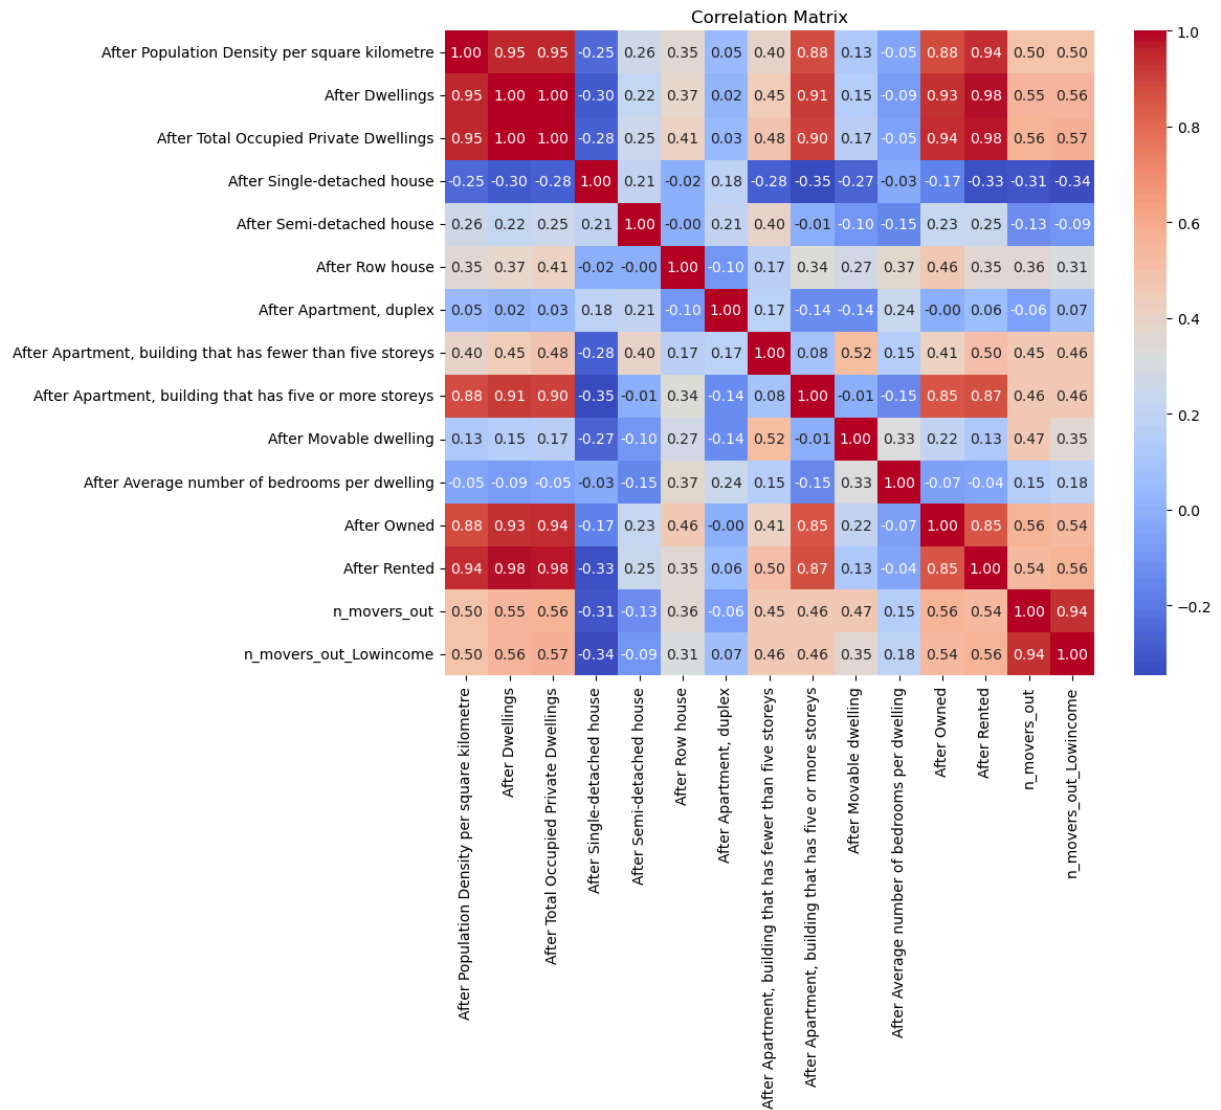 Correlation Matrix
After Population Density per square kilometre 1.00 0.95 0.95 -0.25 0.26 0.35 0.05 0.40 0.88 0.13 -0.05 0.88 0.94 0.50 0.50
After Dwellings 0.95 1.00 1.00 -0.30 0.22 0.37 0.02 0.45 0.91 0.15 -0.09 0.93 0.98 0.55 0.56
After Total Occupied Private Dwellings 0.95 1.00 1.00 -0.28 0.25 0.41 0.03 0.48 0.90 0.17 -0.05 0.94 0.98 0.56 0.57
After Single-detached house -0.25 -0.30 -0.28 1.00 0.21 -0.02 0.18 -0.28 -0.35 -0.27 -0.03 -0.17 -0.33 -0.31 -0.34
After Semi-detached house 0.26 0.22 0.25 0.21 1.00 -0.00 0.21 0.40 -0.01 -0.10 -0.15 0.23 0.25 -0.13 -0.09
After Row house 0.35 0.37 0.41 -0.02 -0.00 1.00 -0.10 0.17 0.34 0.27 0.37 0.46 0.35 0.36 0.31
After Apartment, duplex 0.05 0.02 0.03 0.18 0.21 -0.10 1.00 0.17 -0.14 -0.14 0.24 -0.00 0.06 -0.06 0.07
After Apartment, building that has fewer than five storeys 0.40 0.45 0.48 -0.28 0.40 0.17 0.17 1.00 0.08 0.52 0.15 0.41 0.50 0.45 0.46
After Apartment, building that has five or more storeys 0.88 0.91 0.90 -0.35 -0.01 0.34 -0.14 0.08 1.00 -0.01 -0.15 0.85 0.87 0.46 0.46
After Movable dwelling 0.13 0.15 0.17 -0.27 -0.10 0.27 -0.14 0.52 -0.01 1.00 0.33 0.22 0.13 0.47 0.35
After Average number of bedrooms per dwelling -0.05 -0.09 -0.05 -0.03 -0.15 0.37 0.24 0.15 -0.15 0.33 1.00 -0.07 -0.04 0.15 0.18
After Owned 0.88 0.93 0.94 -0.17 0.23 0.46 -0.00 0.41 0.85 0.22 -0.07 1.00 0.85 0.56 0.54
After Rented 0.94 0.98 0.98 -0.33 0.25 0.35 0.06 0.50 0.87 0.13 -0.04 0.85 1.00 0.54 0.56
n_movers_out 0.50 0.55 0.56 -0.31 -0.13 0.36 -0.06 0.45 0.46 0.47 0.15 0.56 0.54 1.00 0.94
n_movers_out_Lowincome 0.50 0.56 0.57 -0.34 -0.09 0.31 0.07 0.46 0.46 0.35 0.18 0.54 0.56 0.94 1.00
After Population Density per square kilometre
After Dwellings
After Total Occupied Private Dwellings
After Single-detached house
After Semi-detached house
After Row house
After Apartment, duplex
After Apartment, building that has fewer than five storeys
After Apartment, building that has five or more storeys
After Movable dwelling
After Average number of bedrooms per dwelling
After Owned
After Rented
n_movers_out
n_movers_out_Lowincome
1.0
0.8
0.6
0.4
0.2
0.0
−0.2